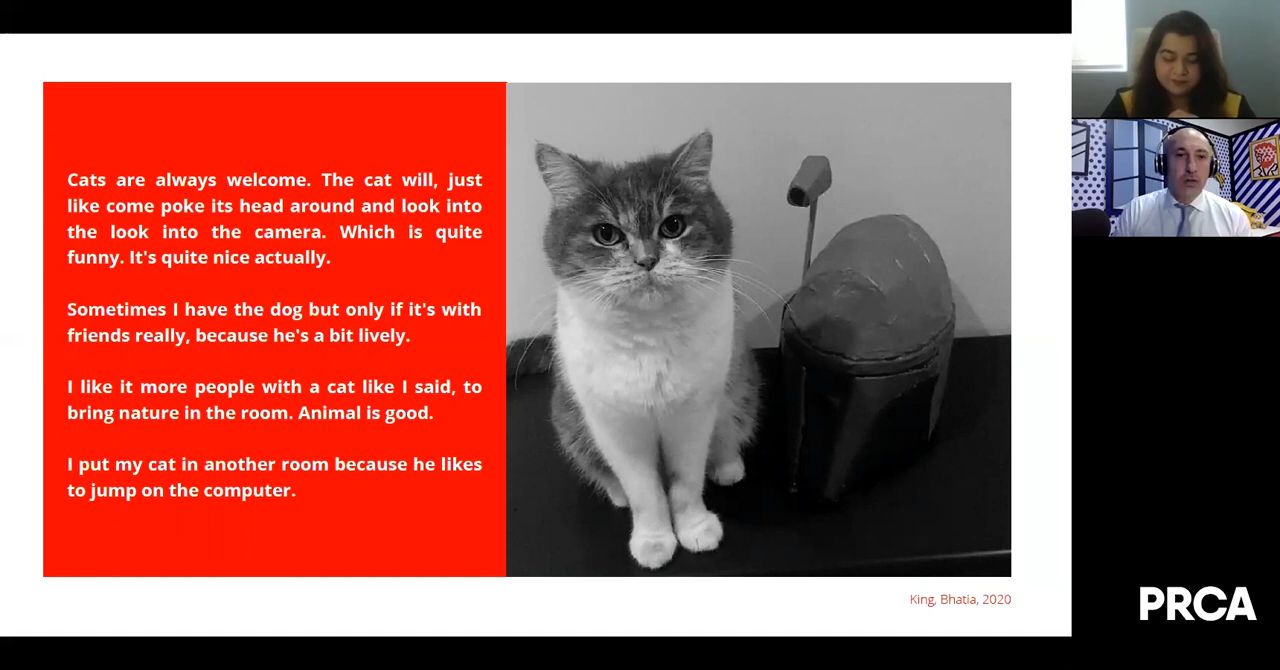 Cats are always welcome. The cat will, just
like come poke its head around and look into
the look into the camera. Which is quite
funny. It's quite nice actually.
Sometimes I have the dog but only if it's with
friends really, because he's a bit lively.
I like it more people with a cat like I said, to
bring nature in the room. Animal is good.
I put my cat in another room because he likes
to jump on the computer.
King, Bhatia, 2020
PRCA